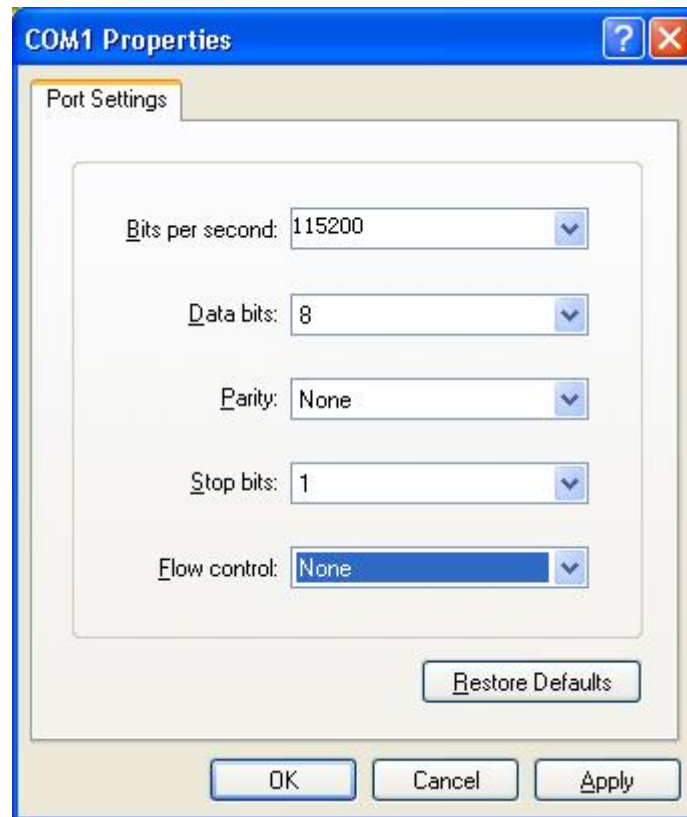 COM1 Properties
Port Settings
Bits per second: 115200
Data bits: 8
Parity: None
Stop bits: 1
Flow control: None
Restore Defaults
OK Cancel Apply